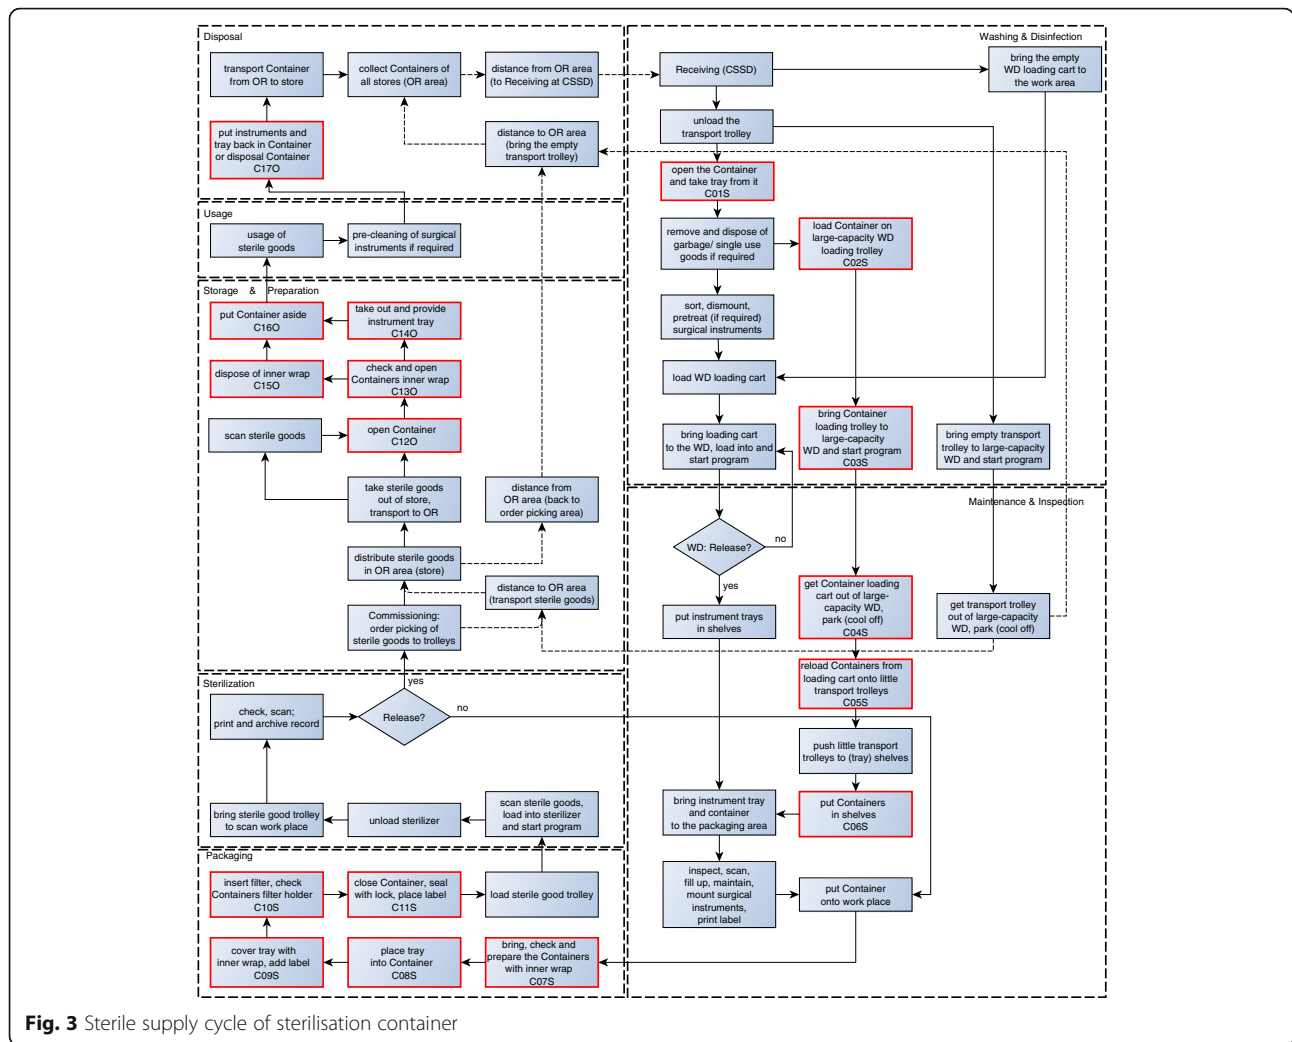 Disposal
transport Container
from OR to store
collect Containers of
all stores (OR area)
distance from OR area
(to Receiving at CSSD)
put instruments and
tray back in Container
or disposal Container
C17O
distance to OR area
(bring the empty
transport trolley)
Usage
usage of
sterile goods
pre-cleaning of surgical
instruments if required
Storage & Preparation
put Container aside
C16O
take out and provide
instrument tray
C14O
dispose of inner wrap
C15O
check and open
Containers inner wrap
C13O
scan sterile goods
open Container
C12O
take sterile goods
out of store,
transport to OR
distance from
OR area (back to
order picking area)
distribute sterile goods
in OR area (store)
distance to OR area
(transport sterile goods)
Commissioning:
order picking of
sterile goods to trolleys
yes
Sterilization
check, scan;
print and archive record
Release?
no
bring sterile good trolley
to scan work place
unload sterilizer
scan sterile goods,
load into sterilizer
and start program
Packaging
insert filter, check
Containers filter holder
C10S
close Container, seal
with lock, place label
C11S
load sterile good trolley
cover tray with
inner wrap, add label
C09S
place tray
into Container
C08S
bring, check and
prepare the Containers
with inner wrap
C07S
Washing & Disinfection
Receiving (CSSD)
bring the empty
WD loading cart to
the work area
unload the
transport trolley
open the Container
and take tray from it
C01S
remove and dispose of
garbage/ single use
goods if required
load Container on
large-capacity WD
loading trolley
C02S
sort, dismount,
pretreat (if required)
surgical instruments
load WD loading cart
bring loading cart
to the WD, load into and
start program
bring Container
loading trolley to
large-capacity
WD and start program
C03S
bring empty transport
trolley to large-capacity
WD and start program
Maintenance & Inspection
WD: Release?
no
yes
put instrument trays
in shelves
get Container loading
cart out of large-
capacity WD,
park (cool off)
C04S
get transport trolley
out of large-capacity
WD, park (cool off)
reload Containers from
loading cart onto little
transport trolleys
C05S
push little transport
trolleys to (tray) shelves
bring instrument tray
and container
to the packaging area
put Containers
in shelves
C06S
inspect, scan,
fill up, maintain,
mount surgical
instruments,
print label
put Container
onto work place
Fig. 3 Sterile supply cycle of sterilisation container